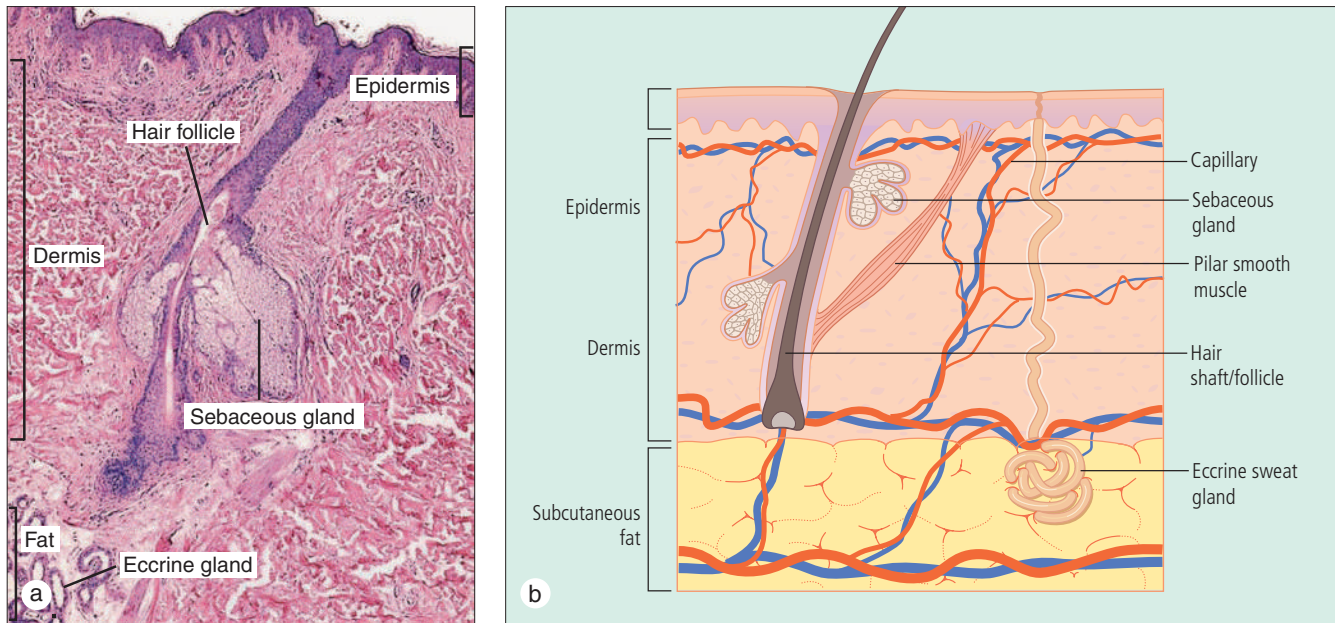 Epidermis
Hair follicle
Dermis
Sebaceous gland
Fat
Eccrine gland
a
Epidermis
Dermis
Subcutaneous
fat
Capillary
Sebaceous
gland
Pilar smooth
muscle
Hair
shaft/follicle
Eccrine sweat
gland
b